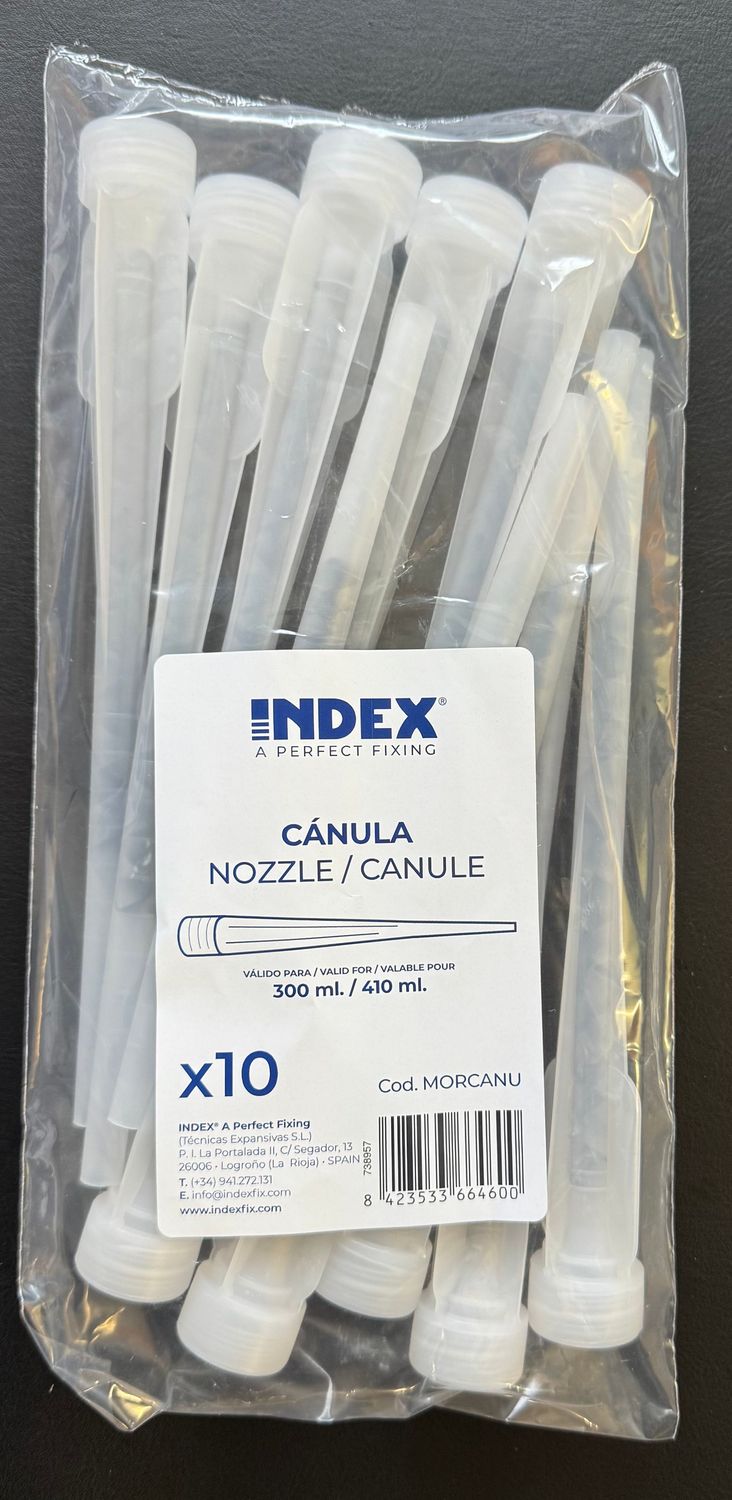 INDEX®
A PERFECT FIXING
CÁNULA
NOZZLE / CANULE
VÁLIDO PARA / VALID FOR / VALABLE POUR
300 ml. / 410 ml.
x10
Cod. MORCANU
INDEX® A Perfect Fixing
(Técnicas Expansivas S.L.)
P. I. La Portalada II, C/ Segador, 13
26006 · Logroño (La Rioja) · SPAIN
T. (+34) 941.272.131
E. info@indexfix.com
www.indexfix.com
738957
8 423533 664600